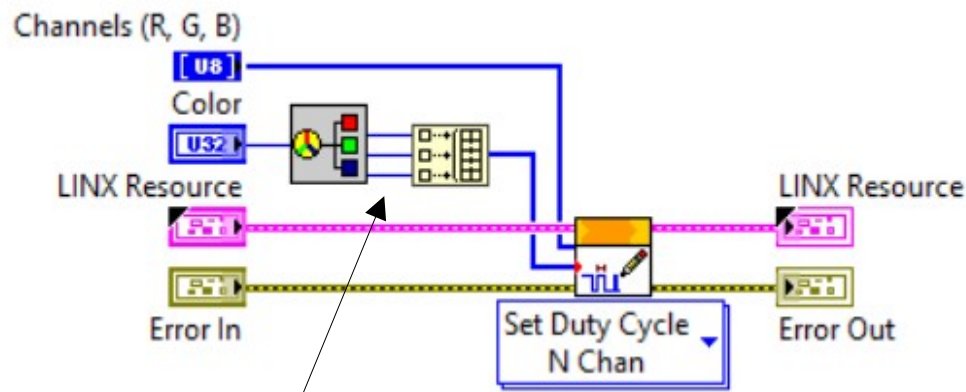 Channels (R, G, B)
[U8]
Color
U32
LINX Resource
LINX Resource
Error In
Set Duty Cycle
N Chan
Error Out